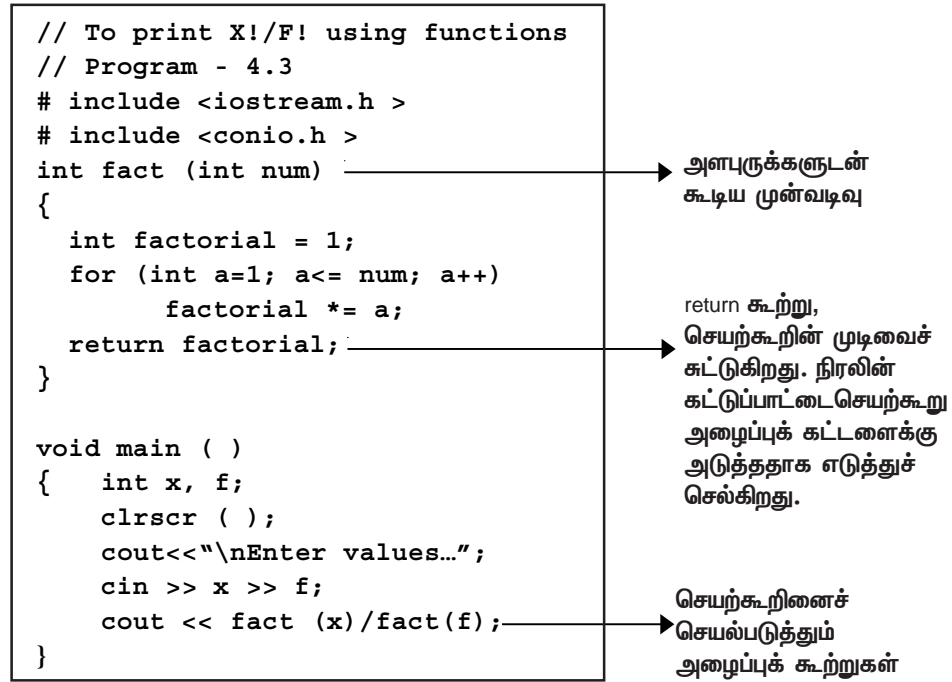 // To print X!/F! using functions
// Program - 4.3
# include <iostream.h >
# include <conio.h >
int fact (int num)
{
int factorial = 1;
for (int a=1; a<= num; a++)
factorial *= a;
return factorial;
}
void main ( )
{ int x, f;
clrscr ( );
cout<<“\nEnter values…”;
cin >> x >> f;
cout << fact (x)/fact(f);
}
அளபுருக்களுடன்
கூடிய முன்வடிவு
return கூற்று,
செயற்கூறின் முடிவைச்
சுட்டுகிறது. நிரலின்
கட்டுப்பாட்டைசெயற்கூறு
அழைப்புக் கட்டளைக்கு
அடுத்ததாக எடுத்துச்
செல்கிறது.
செயற்கூறினைச்
செயல்படுத்தும்
அழைப்புக் கூற்றுகள்